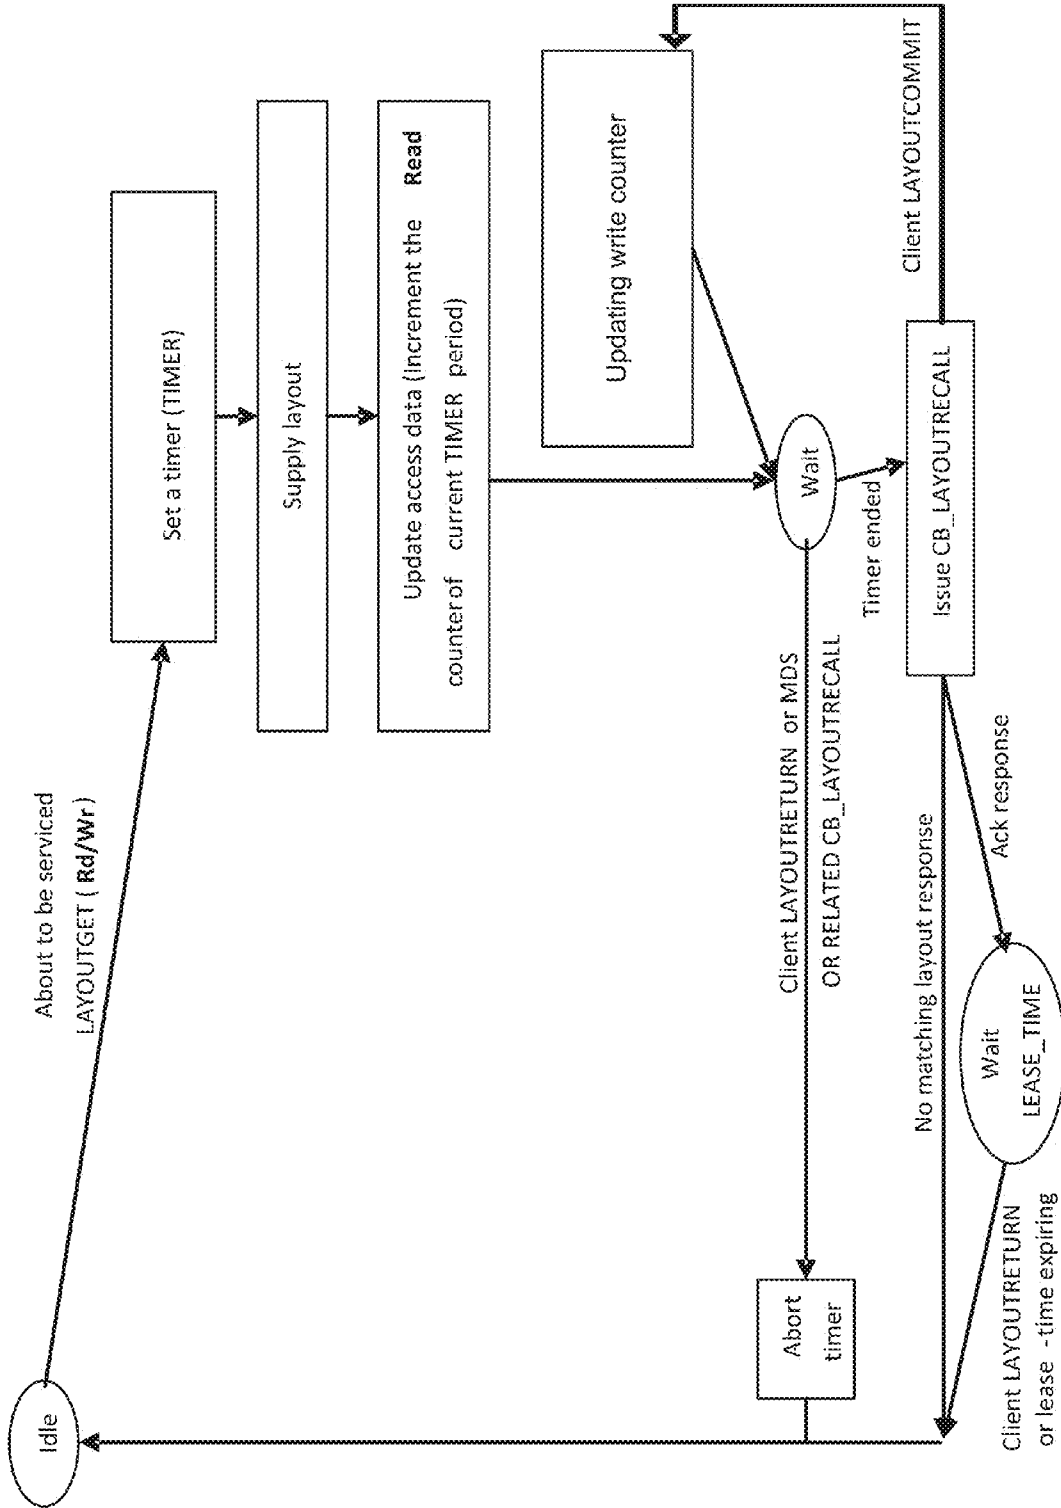 Idle
About to be serviced
LAYOUTGET ( Rd/Wr)
Set a timer (TIMER)
Supply layout
Update access data (increment the Read
counter of current TIMER period)
Updating write counter
Wait
Client LAYOUTRETURN or MDS
OR RELATED CB_LAYOUTRECALL
Abort
timer
Timer ended
Issue CB_LAYOUTRECALL
Client LAYOUTCOMMIT
No matching layout response
Ack response
Wait
LEASE_TIME
Client LAYOUTRETURN
or lease -time expiring